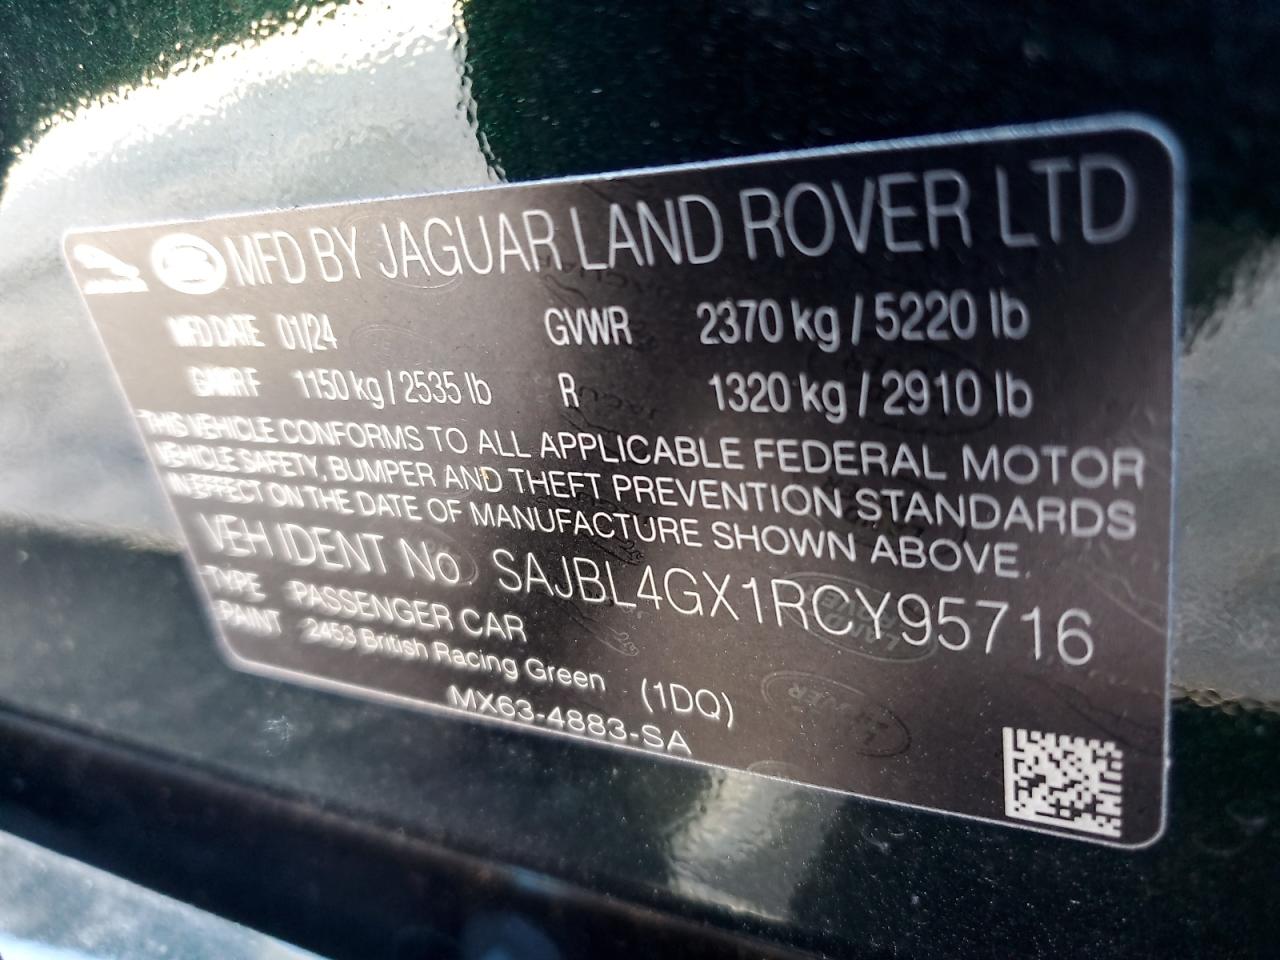 MFD BY JAGUAR LAND ROVER LTD
MFD DATE 01/24 GVWR 2370 kg / 5220 lb
GAWR F 1150 kg / 2535 lb R 1320 kg / 2910 lb
THIS VEHICLE CONFORMS TO ALL APPLICABLE FEDERAL MOTOR
VEHICLE SAFETY, BUMPER AND THEFT PREVENTION STANDARDS
IN EFFECT ON THE DATE OF MANUFACTURE SHOWN ABOVE.
VEH IDENT No SAJBL4GX1RCY95716
TYPE PASSENGER CAR
PAINT 2453 British Racing Green (1DQ)
MX63-4883-SA